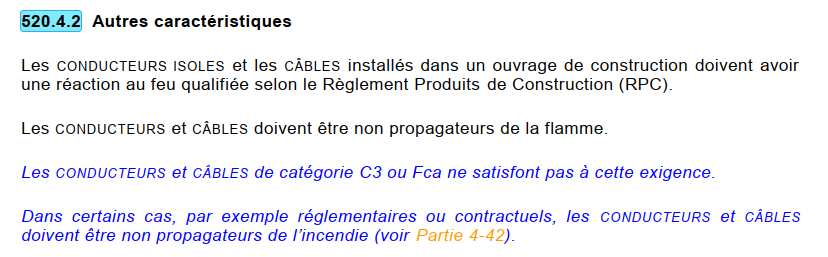 520.4.2 Autres caractéristiques
Les CONDUCTEURS ISOLES et les CÂBLES installés dans un ouvrage de construction doivent avoir
une réaction au feu qualifiée selon le Règlement Produits de Construction (RPC).
Les CONDUCTEURS et CÂBLES doivent être non propagateurs de la flamme.
Les CONDUCTEURS et CÂBLES de catégorie C3 ou Fca ne satisfont pas à cette exigence.
Dans certains cas, par exemple réglementaires ou contractuels, les CONDUCTEURS et CÂBLES
doivent être non propagateurs de l’incendie (voir Partie 4-42).